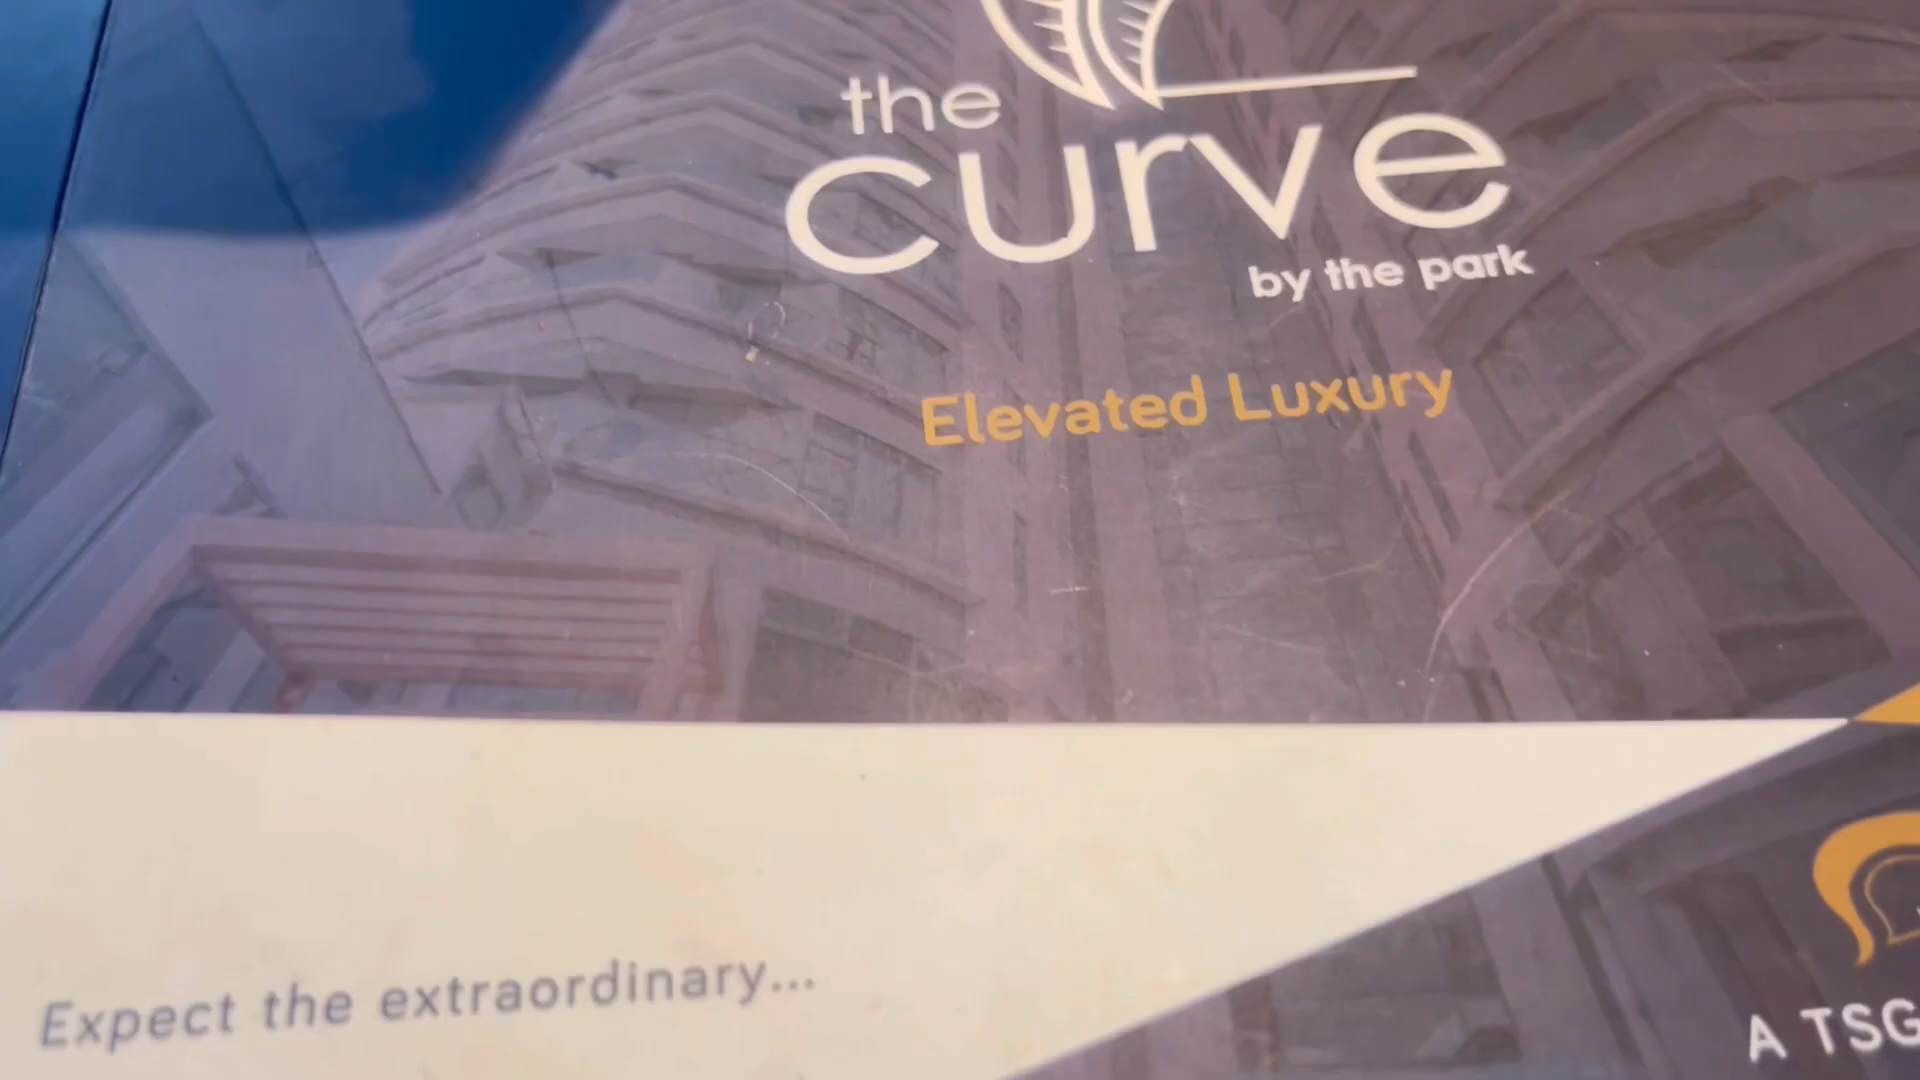 the
curve
by the park
Elevated Luxury
Expect the extraordinary...
A TSG